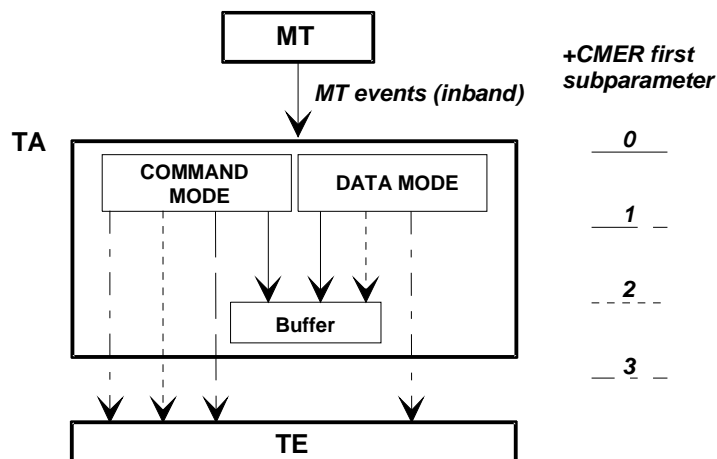 MT
+CMER first
subparameter
MT events (inband)
TA
0
COMMAND
MODE
DATA MODE
1
2
Buffer
3
TE